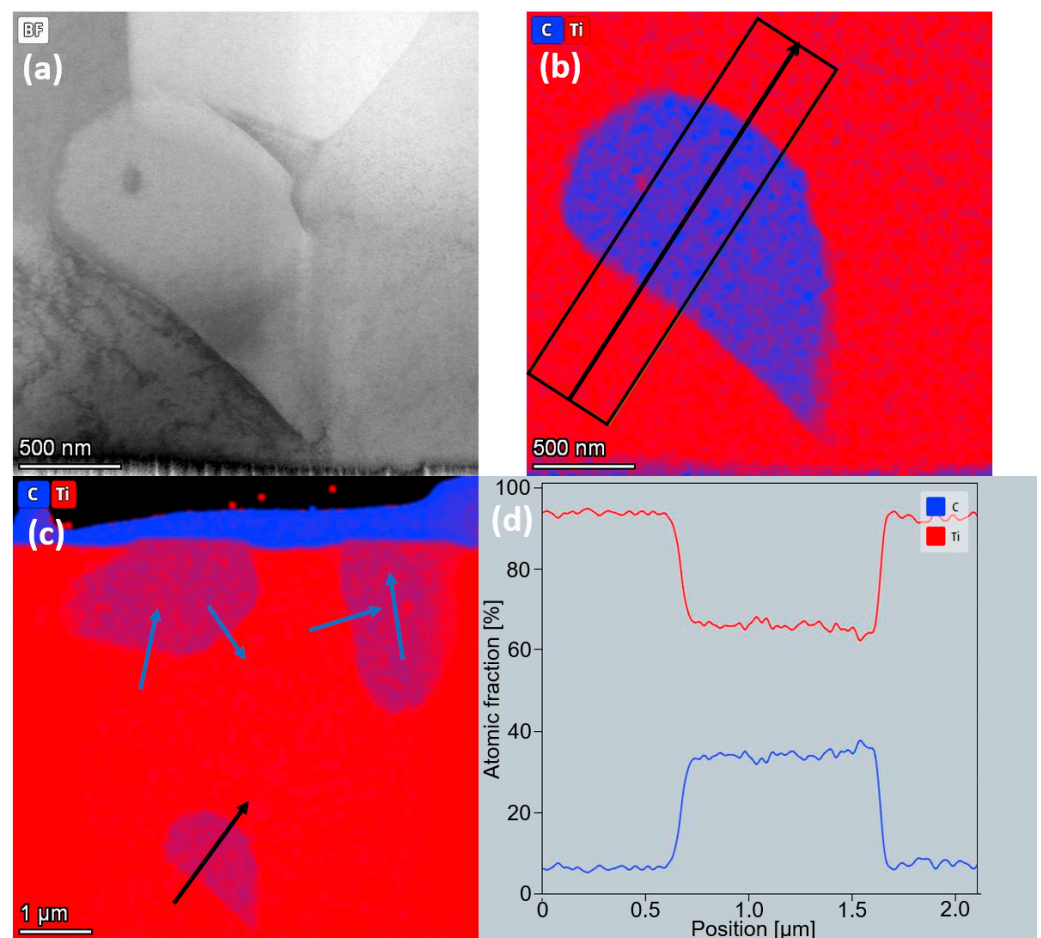 BF
(a)
500 nm
C Ti
(b)
500 nm
C Ti
(c)
1 µm
(d)
C
Ti
Atomic fraction [%]
100
80
60
40
20
0
0 0.5 1.0 1.5 2.0
Position [µm]